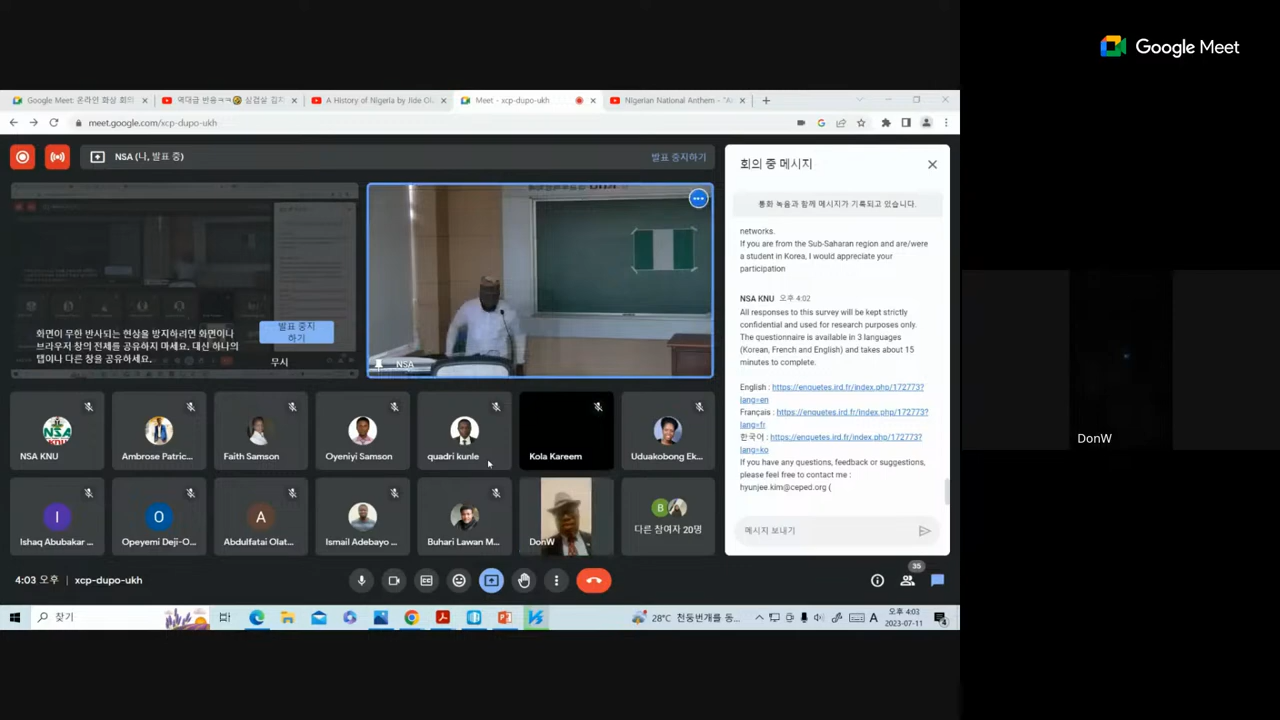 Google Meet
Google Meet: 온라인 화상 회의
역대급 반응ㅋㅋ🤣 삼겹살 김치
A History of Nigeria by Jide Ol
Meet - xcp-dupo-ukh
Nigerian National Anthem - "A
meet.google.com/xcp-dupo-ukh
NSA (나, 발표 중)
발표 중지하기
회의 중 메시지
통화 녹음과 함께 메시지가 기록되고 있습니다.
networks.
If you are from the Sub-Saharan region and are/were
a student in Korea, I would appreciate your
participation
NSA KNU 오후 4:02
All responses to this survey will be kept strictly
confidential and used for research purposes only.
The questionnaire is available in 3 languages
(Korean, French and English) and takes about 15
minutes to complete.
English : https://enquetes.ird.fr/index.php/172773?
lang=en
Français : https://enquetes.ird.fr/index.php/172773?
lang=fr
한국어 : https://enquetes.ird.fr/index.php/172773?
lang=ko
If you have any questions, feedback or suggestions,
please feel free to contact me :
hyunjee.kim@ceped.org (
메시지 보내기
화면이 무한 반사되는 현상을 방지하려면 화면이나
브라우저 창의 전체를 공유하지 마세요. 대신 하나의
탭이나 다른 창을 공유하세요.
발표 중지
하기
무시
NSA
NSA KNU
Ambrose Patric...
Faith Samson
Oyeniyi Samson
quadri kunle
Kola Kareem
Uduakobong Ek...
I
Ishaq Abubakar ...
O
Opeyemi Deji-O...
A
Abdulfatai Olat...
Ismail Adebayo ...
Buhari Lawan M...
DonW
B
다른 참여자 20명
4:03 오후 xcp-dupo-ukh
35
찾기
28°C 천둥번개를 동...
A
오후 4:03
2023-07-11
4
DonW